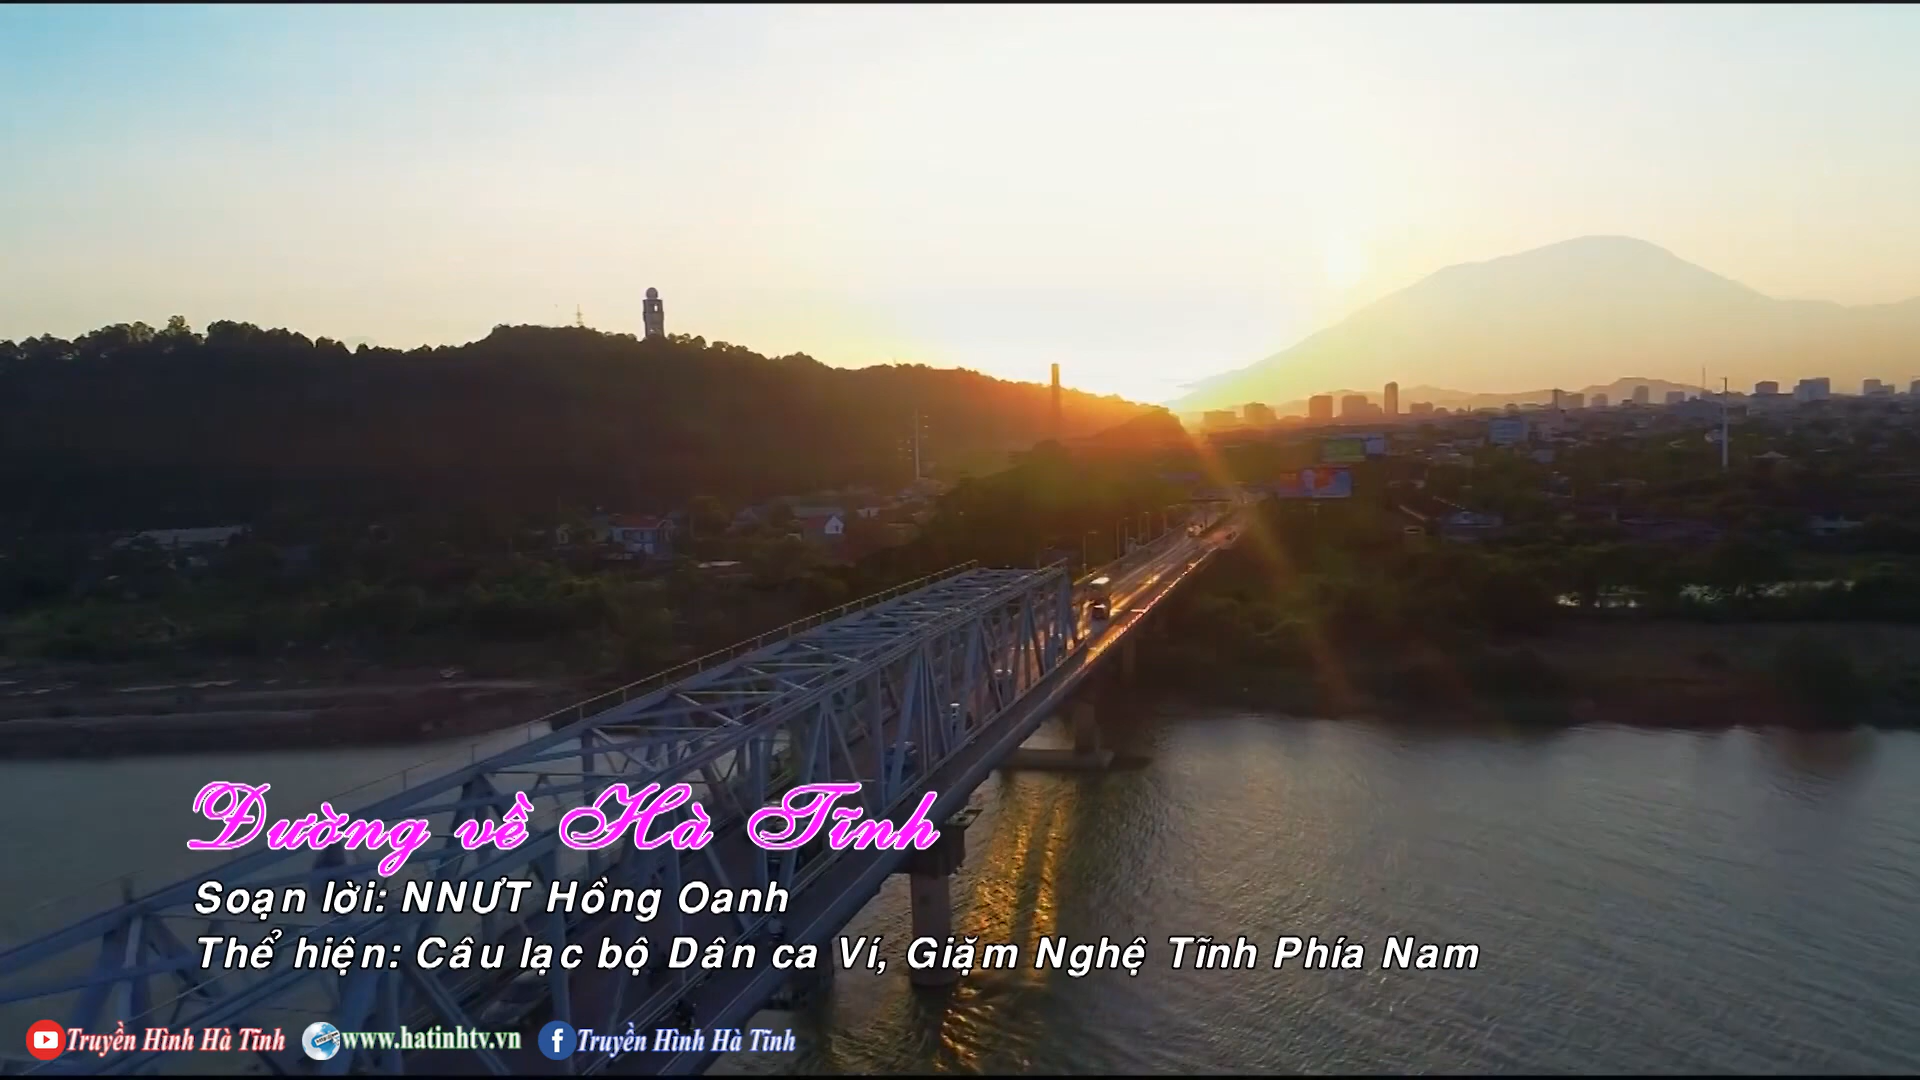 Đường về Hà Tĩnh
Soạn lời: NNƯT Hồng Oanh
Thể hiện: Câu lạc bộ Dân ca Ví, Giặm Nghệ Tĩnh Phía Nam
Truyền Hình Hà Tĩnh www.hatinhtv.vn Truyền Hình Hà Tĩnh